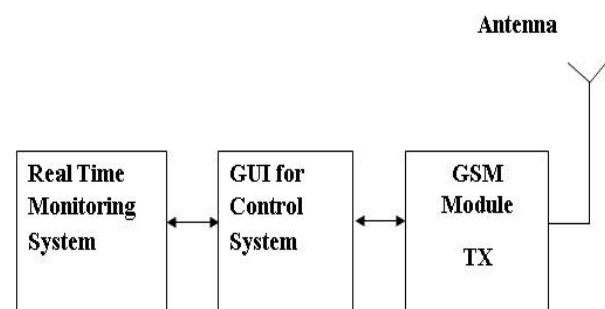 Antenna
Real Time
Monitoring
System
GUI for
Control
System
GSM
Module
TX